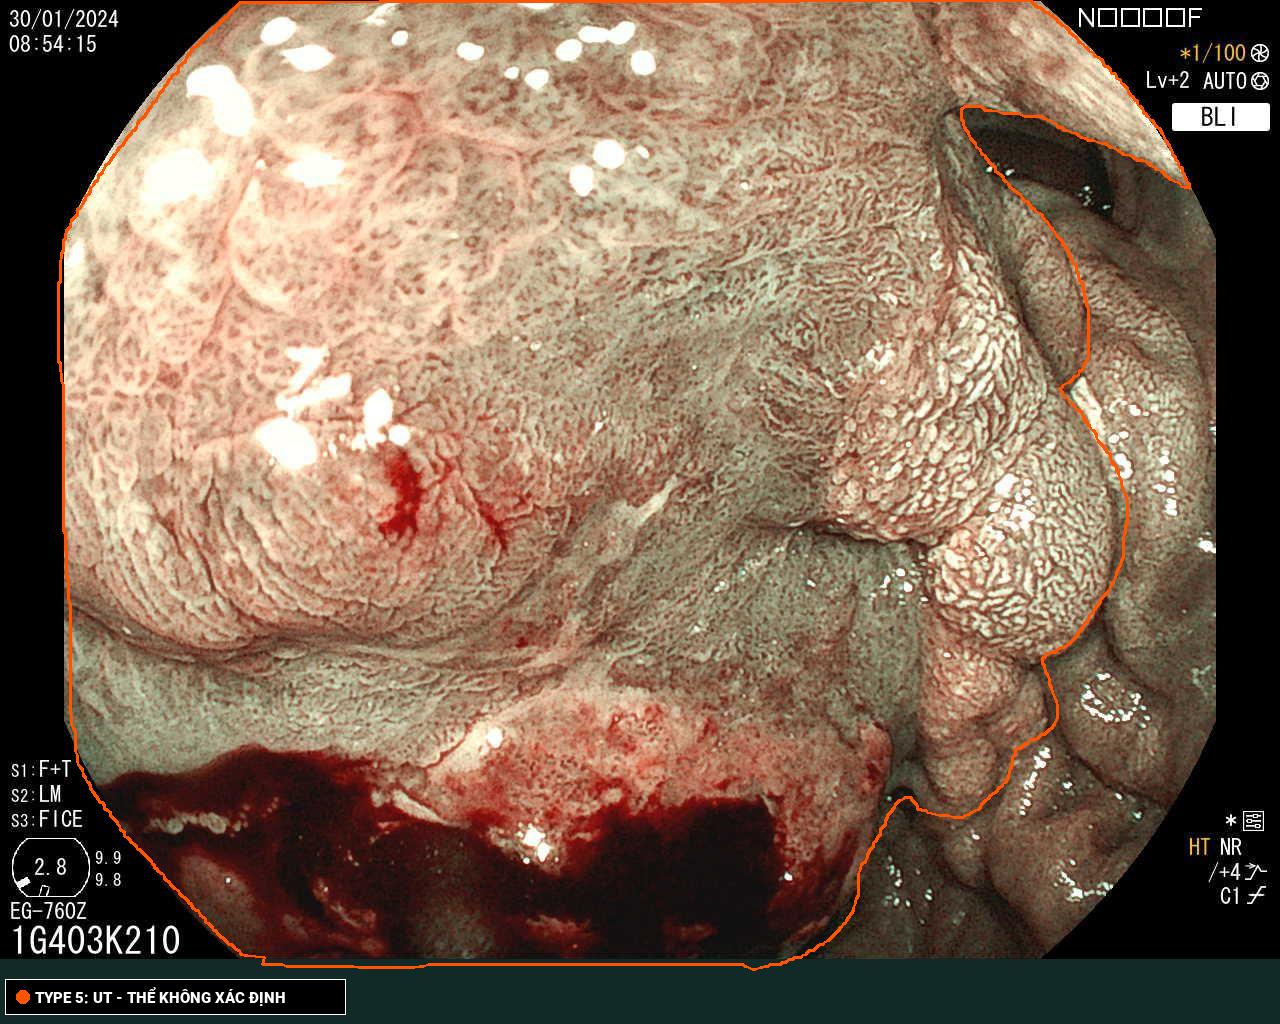 30/01/2024
08:54:15
N□□□□F
*1/100
Lv+2 AUTO
BLI
S1:F+T
S2:LM
S3:FICE
2.8
9.9
9.8
EG-760Z
1G403K210
*
HT NR
/+4
C1
TYPE 5: UT - THỂ KHÔNG XÁC ĐỊNH